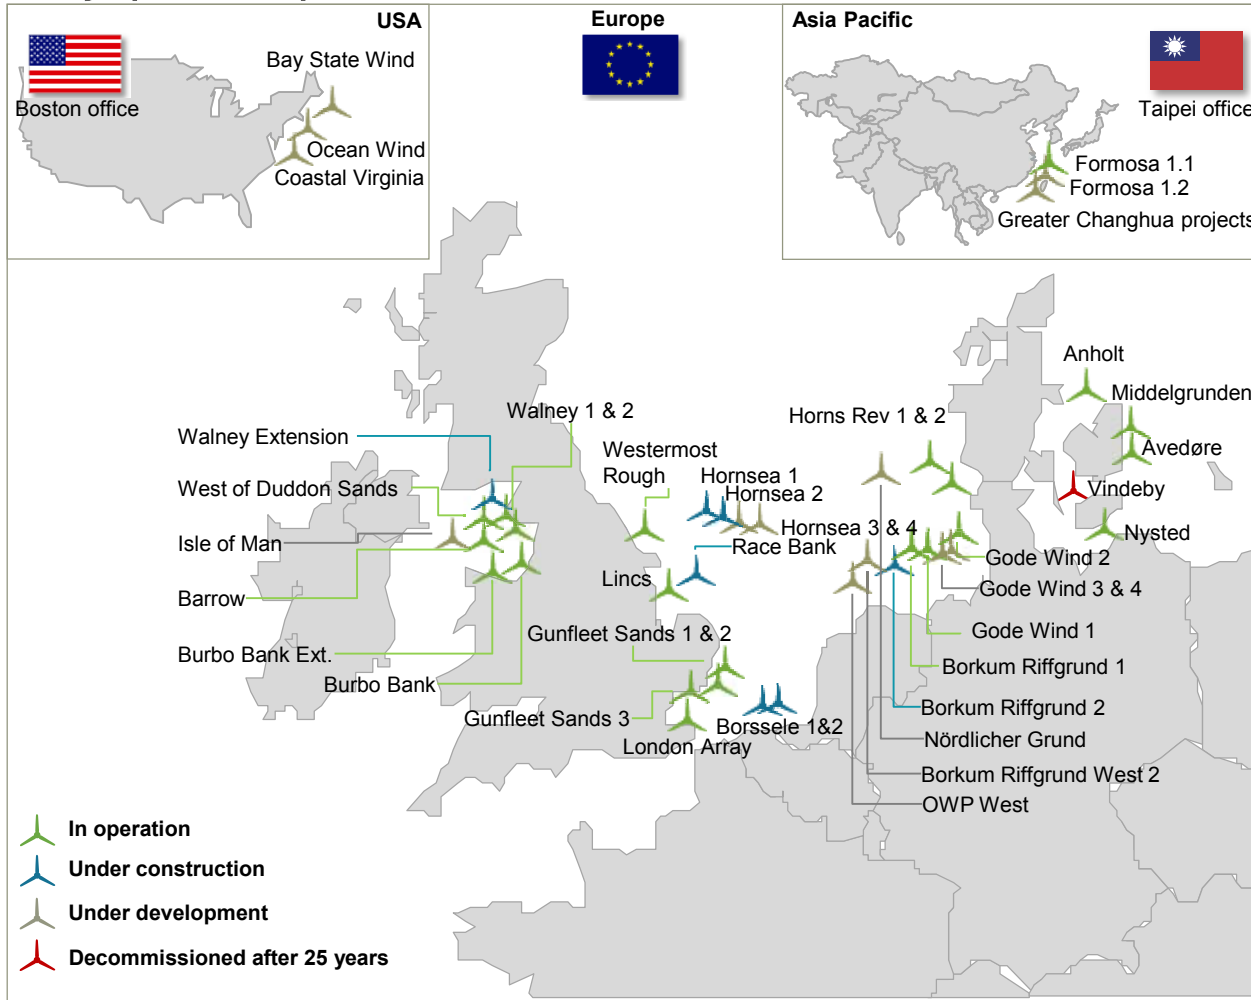 USA
Boston office
Bay State Wind
Ocean Wind
Coastal Virginia
Europe
Asia Pacific
Taipei office
Formosa 1.1
Formosa 1.2
Greater Changhua projects
Walney Extension
Walney 1 & 2
West of Duddon Sands
Isle of Man
Barrow
Burbo Bank Ext.
Burbo Bank
Westermost
Rough
Hornsea 1
Hornsea 2
Hornsea 3 & 4
Race Bank
Lincs
Gunfleet Sands 1 & 2
Gunfleet Sands 3
London Array
Borssele 1&2
Horns Rev 1 & 2
Anholt
Middelgrunden
Avedøre
Vindeby
Nysted
Gode Wind 2
Gode Wind 3 & 4
Gode Wind 1
Borkum Riffgrund 1
Borkum Riffgrund 2
Nördlicher Grund
Borkum Riffgrund West 2
OWP West
In operation
Under construction
Under development
Decommissioned after 25 years